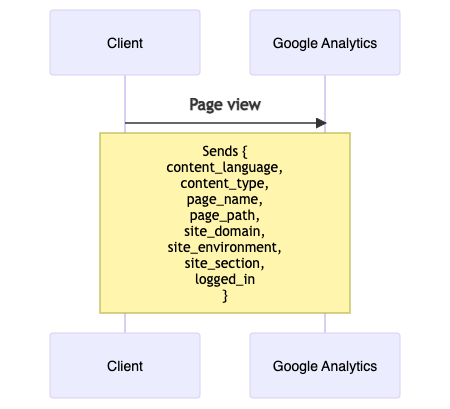 Client
Google Analytics
Page view
Sends {
content_language,
content_type,
page_name,
page_path,
site_domain,
site_environment,
site_section,
logged_in
}
Client
Google Analytics